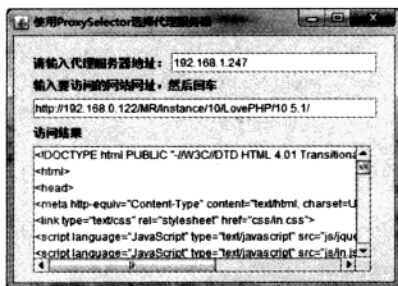 使用ProxySelector选择代理服务器
请输入代理服务器地址： 192.168.1.247
输入要访问的网站网址，然后回车
http://192.168.0.122/MR/Instance/10/LovePHP/10.5.1/
访问结果
<!DOCTYPE html PUBLIC "-//W3C//DTD HTML 4.01 Transitiona
<html>
<head>
<meta http-equiv="Content-Type" content="text/html, charset=U
<link type="text/css" rel="stylesheet" href="css/in.css">
<script language="JavaScript" type="text/javascript" src="js/jque
<script language="JavaScript" type="text/javascript" src="js/in.js